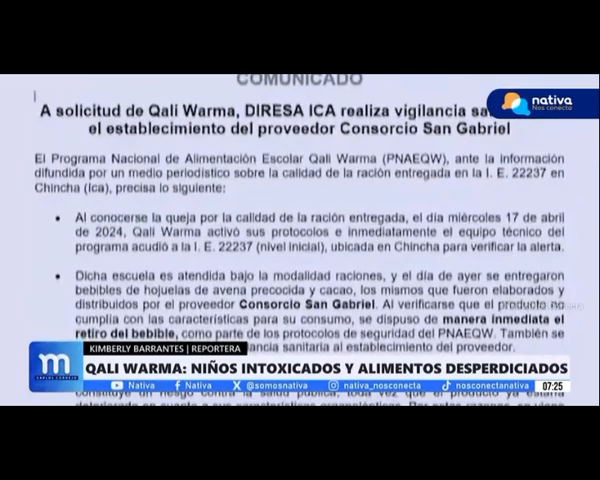 COMUNICADO
nativa
Nos conecta
A solicitud de Qali Warma, DIRESA ICA realiza vigilancia
el establecimiento del proveedor Consorcio San Gabriel
El Programa Nacional de Alimentación Escolar Qali Warma (PNAEQW), ante la información
difundida por un medio periodístico sobre la calidad de la ración entregada en la I. E. 22237 en
Chincha (Ica), precisa lo siguiente:
• Al conocerse la queja por la calidad de la ración entregada, el día miércoles 17 de abril
de 2024, Qali Warma activó sus protocolos e inmediatamente el equipo técnico del
programa acudió a la I. E. 22237 (nivel inicial), ubicada en Chincha para verificar la alerta.
• Dicha escuela es atendida bajo la modalidad raciones, y el día de ayer se entregaron
bebibles de hojuelas de avena precocida y cacao, los mismos que fueron elaborados y
distribuidos por el proveedor Consorcio San Gabriel. Al verificarse que el producto no
cumplía con las características para su consumo, se dispuso de manera inmediata el
retiro del bebible, como parte de los protocolos de seguridad del PNAEQW. También se
ancia sanitaria al establecimiento del proveedor.
KIMBERLY BARRANTES | REPORTERA
m
CARLOS CORNEJO
QALI WARMA: NIÑOS INTOXICADOS Y ALIMENTOS DESPERDICIADOS
Nativa
Nativa
@somosnativa
nativa_nosconecta
nosconectanativa
07:25